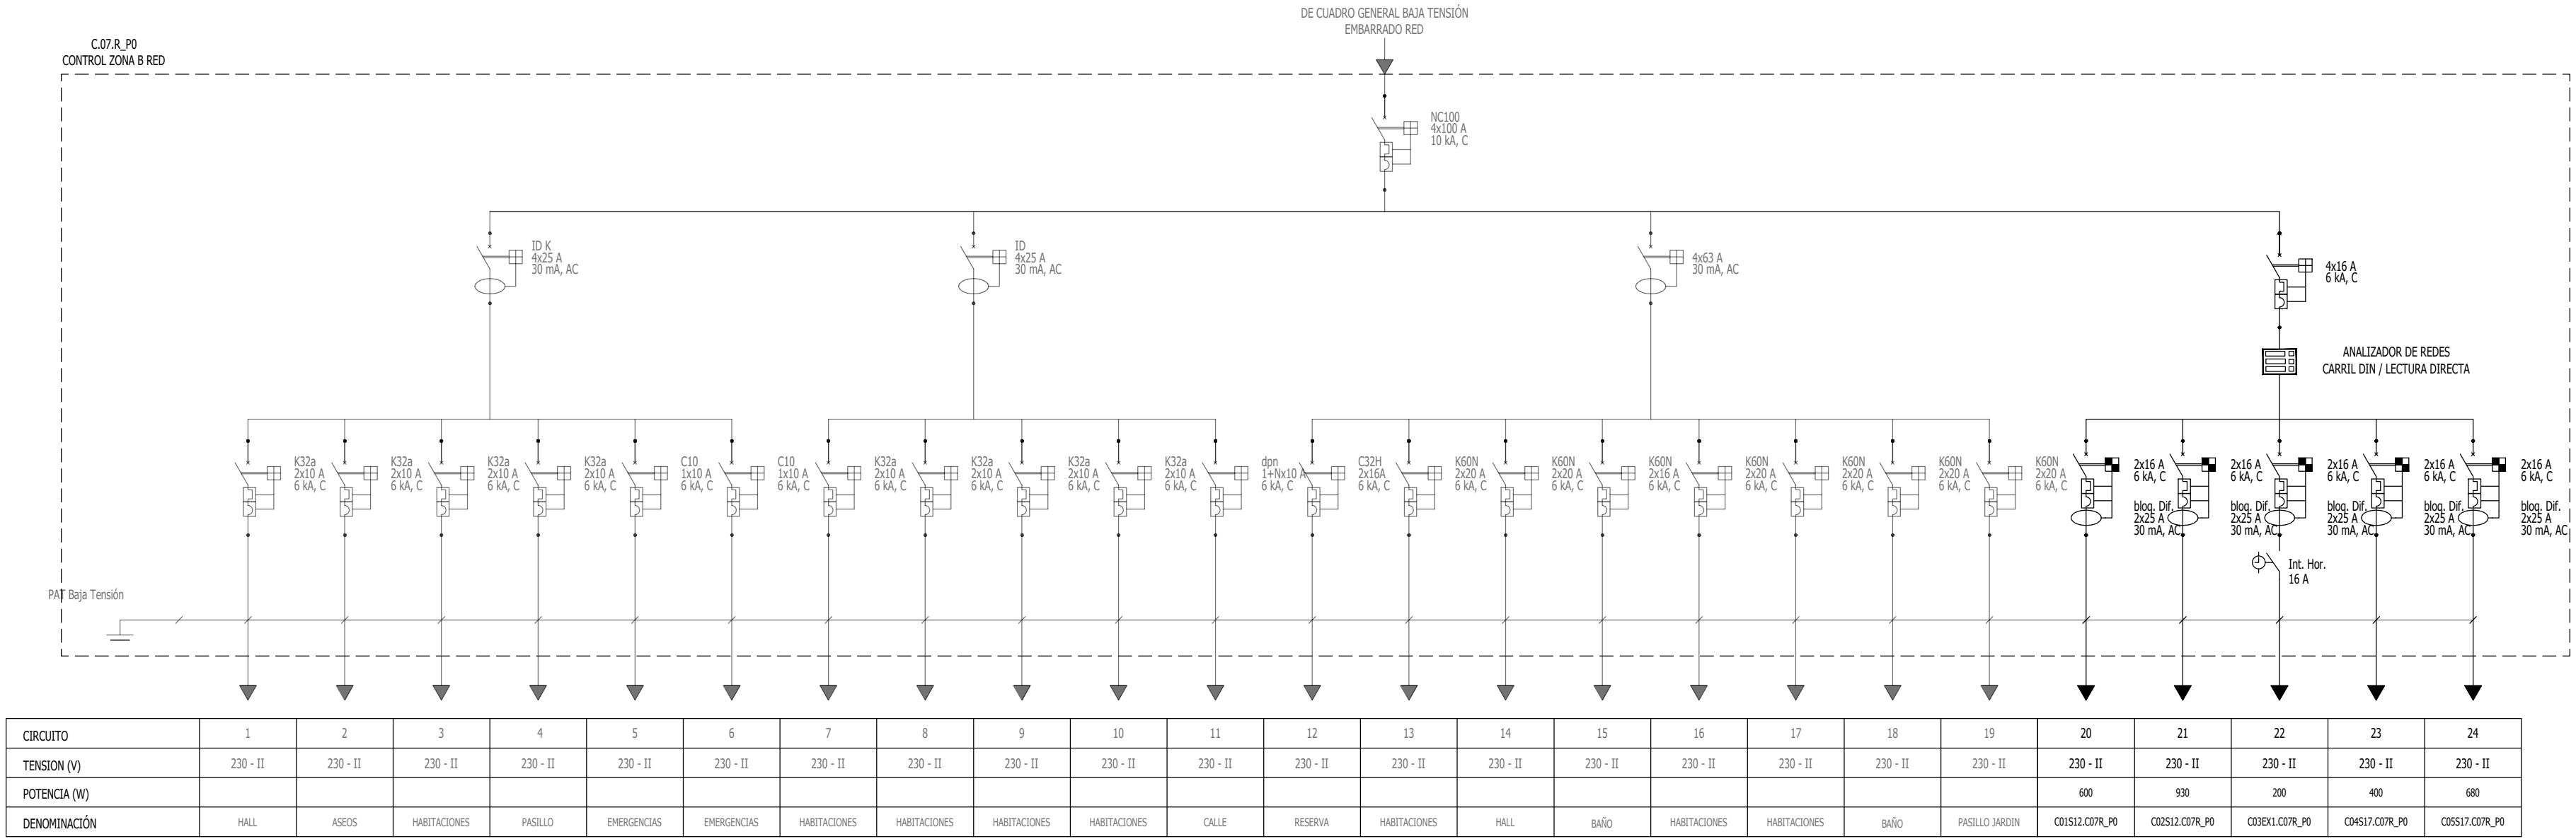 DE CUADRO GENERAL BAJA TENSIÓN
EMBARRADO RED
C.07.R_P0
CONTROL ZONA B RED
NC100
4x100 A
10 kA, C
ID K
4x25 A
30 mA, AC
ID
4x25 A
30 mA, AC
4x63 A
30 mA, AC
4x16 A
6 kA, C
ANALIZADOR DE REDES
CARRIL DIN / LECTURA DIRECTA
K32a
2x10 A
6 kA, C
K32a
2x10 A
6 kA, C
K32a
2x10 A
6 kA, C
K32a
2x10 A
6 kA, C
C10
1x10 A
6 kA, C
C10
1x10 A
6 kA, C
K32a
2x10 A
6 kA, C
K32a
2x10 A
6 kA, C
K32a
2x10 A
6 kA, C
K32a
2x10 A
6 kA, C
dpn
1+Nx10 A
6 kA, C
C32H
2x16A
6 kA, C
K60N
2x20 A
6 kA, C
K60N
2x20 A
6 kA, C
K60N
2x16 A
6 kA, C
K60N
2x20 A
6 kA, C
K60N
2x20 A
6 kA, C
K60N
2x20 A
6 kA, C
K60N
2x20 A
6 kA, C
2x16 A
6 kA, C
bloq. Dif.
2x25 A
30 mA, AC
2x16 A
6 kA, C
bloq. Dif.
2x25 A
30 mA, AC
2x16 A
6 kA, C
bloq. Dif.
2x25 A
30 mA, AC
2x16 A
6 kA, C
bloq. Dif.
2x25 A
30 mA, AC
2x16 A
6 kA, C
bloq. Dif.
2x25 A
30 mA, AC
Int. Hor.
16 A
PAT Baja Tensión
CIRCUITO 1 2 3 4 5 6 7 8 9 10 11 12 13 14 15 16 17 18 19 20 21 22 23 24
TENSION (V) 230 - II 230 - II 230 - II 230 - II 230 - II 230 - II 230 - II 230 - II 230 - II 230 - II 230 - II 230 - II 230 - II 230 - II 230 - II 230 - II 230 - II 230 - II 230 - II 230 - II 230 - II 230 - II 230 - II 230 - II
POTENCIA (W) 600 930 200 400 680
DENOMINACIÓN HALL ASEOS HABITACIONES PASILLO EMERGENCIAS EMERGENCIAS HABITACIONES HABITACIONES HABITACIONES HABITACIONES CALLE RESERVA HABITACIONES HALL BAÑO HABITACIONES HABITACIONES BAÑO PASILLO JARDIN C01S12.C07R_P0 C02S12.C07R_P0 C03EX1.C07R_P0 C04S17.C07R_P0 C05S17.C07R_P0